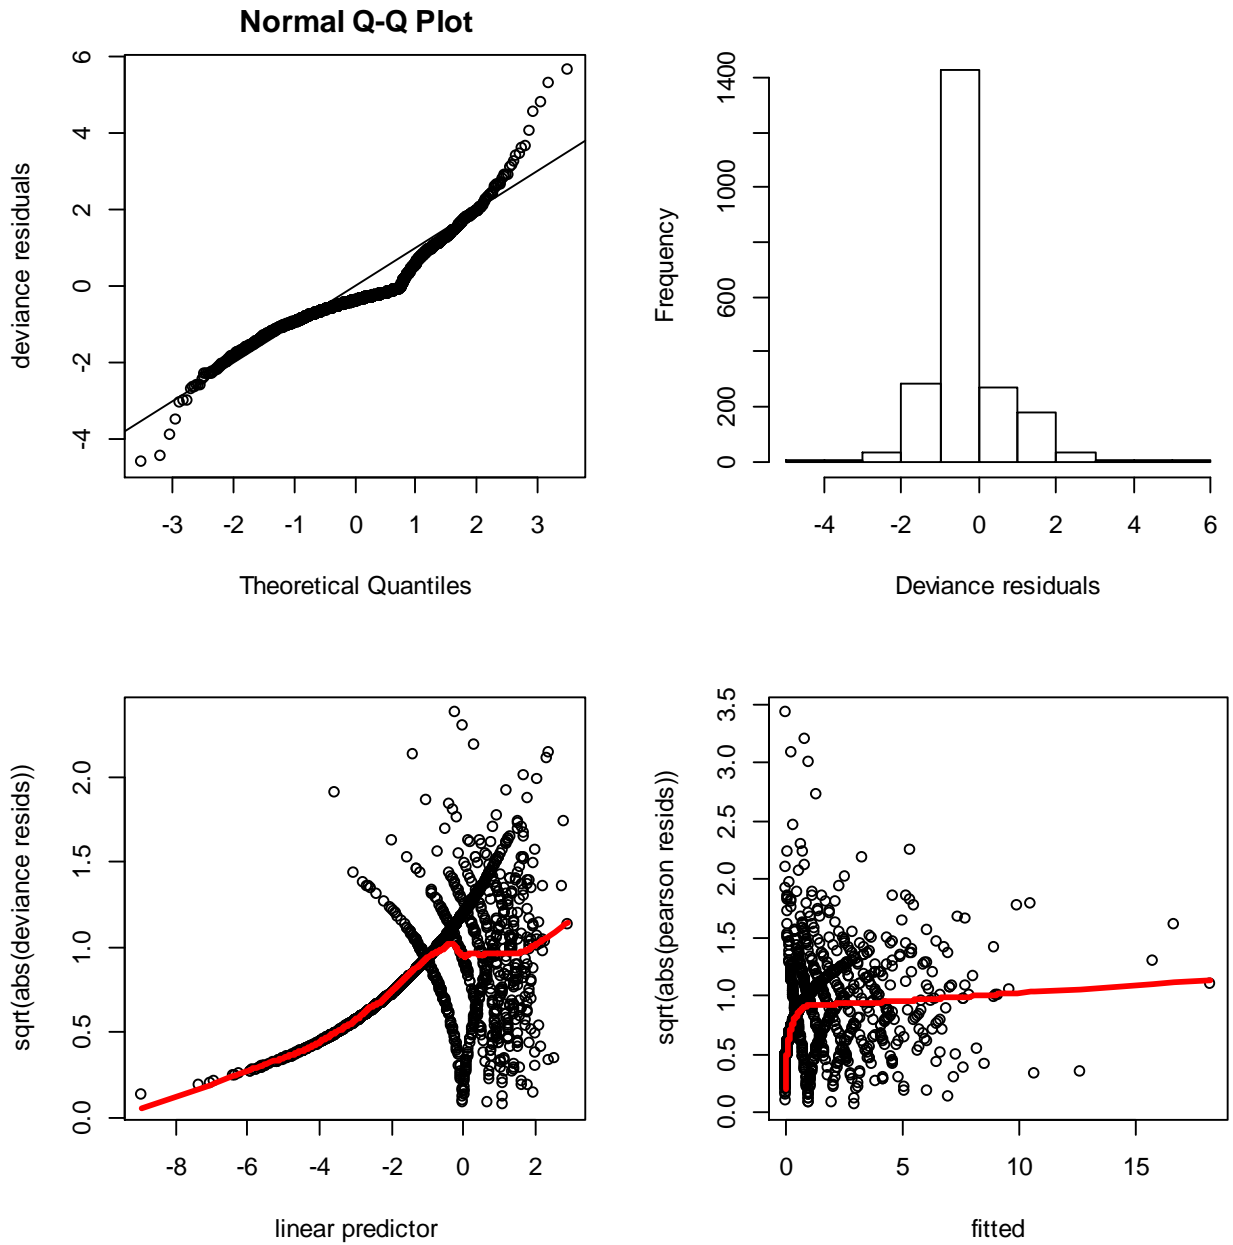 Normal Q-Q Plot
deviance residuals
-4 -2 0 2 4 6
-3 -2 -1 0 1 2 3
Theoretical Quantiles
Frequency
0 200 600 1000 1400
-4 -2 0 2 4 6
Deviance residuals
sqrt(abs(deviance resids))
0.0 0.5 1.0 1.5 2.0
-8 -6 -4 -2 0 2
linear predictor
sqrt(abs(pearson resids))
0.0 0.5 1.0 1.5 2.0 2.5 3.0 3.5
0 5 10 15
fitted